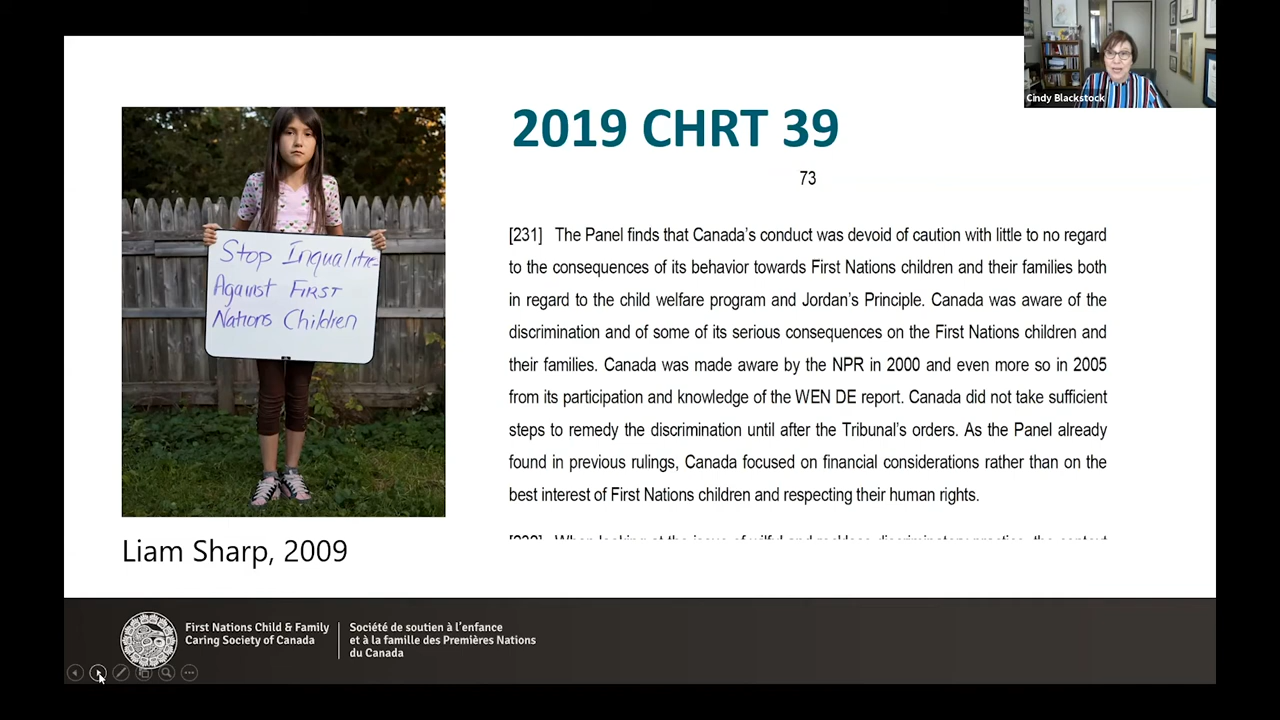 Cindy Blackstock
2019 CHRT 39
73
Stop Inqualitie
Against FIRST
Nations Children
[231] The Panel finds that Canada's conduct was devoid of caution with little to no regard
to the consequences of its behavior towards First Nations children and their families both
in regard to the child welfare program and Jordan's Principle. Canada was aware of the
discrimination and of some of its serious consequences on the First Nations children and
their families. Canada was made aware by the NPR in 2000 and even more so in 2005
from its participation and knowledge of the WEN DE report. Canada did not take sufficient
steps to remedy the discrimination until after the Tribunal's orders. As the Panel already
found in previous rulings, Canada focused on financial considerations rather than on the
best interest of First Nations children and respecting their human rights.
Liam Sharp, 2009
First Nations Child & Family
Caring Society of Canada
Société de soutien à l'enfance
et à la famille des Premières Nations
du Canada